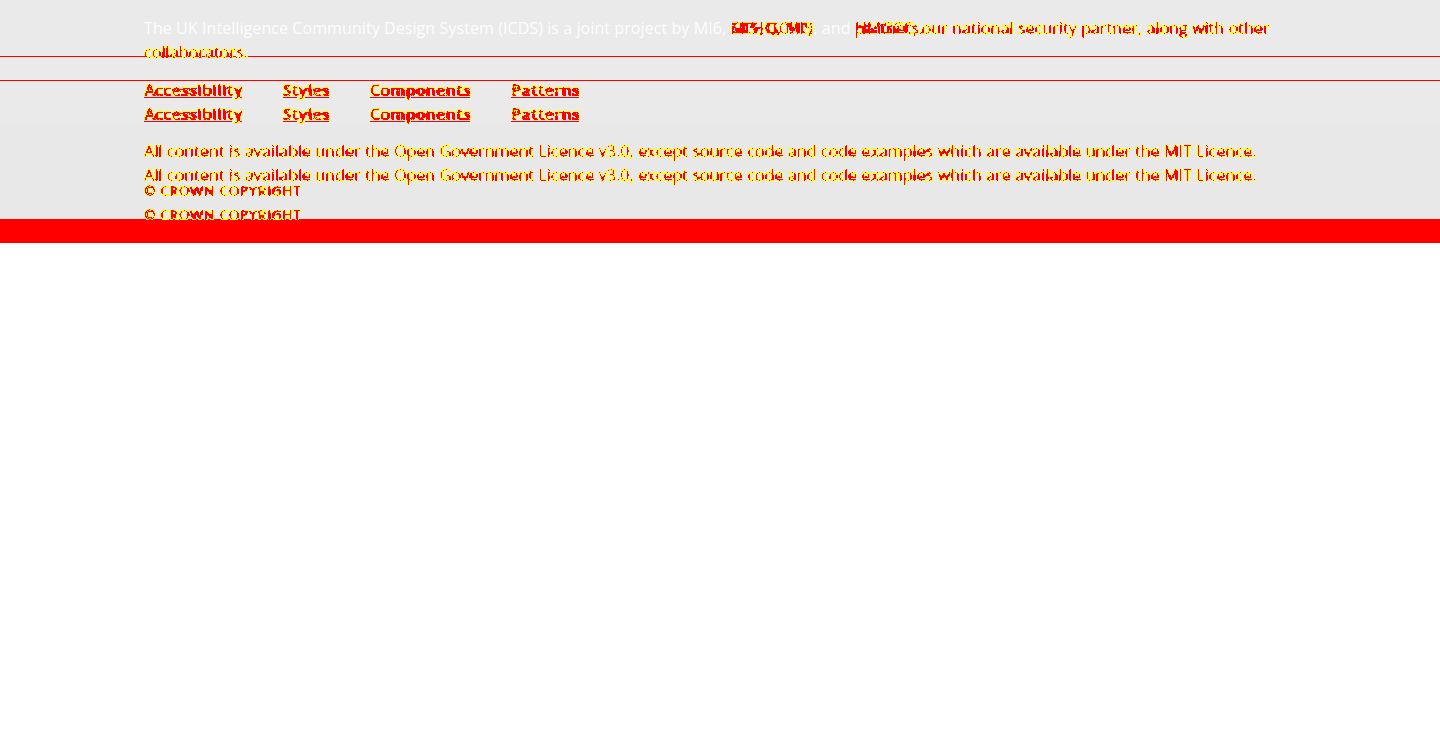 The UK Intelligence Community Design System (ICDS) is a joint project by MI6, and our national security partner, along with other
collaborators.
Accessibility Styles Components Patterns
Accessibility Styles Components Patterns
All content is available under the Open Government Licence v3.0, except source code and code examples which are available under the MIT Licence.
All content is available under the Open Government Licence v3.0, except source code and code examples which are available under the MIT Licence.
© CROWN COPYRIGHT
© CROWN COPYRIGHT